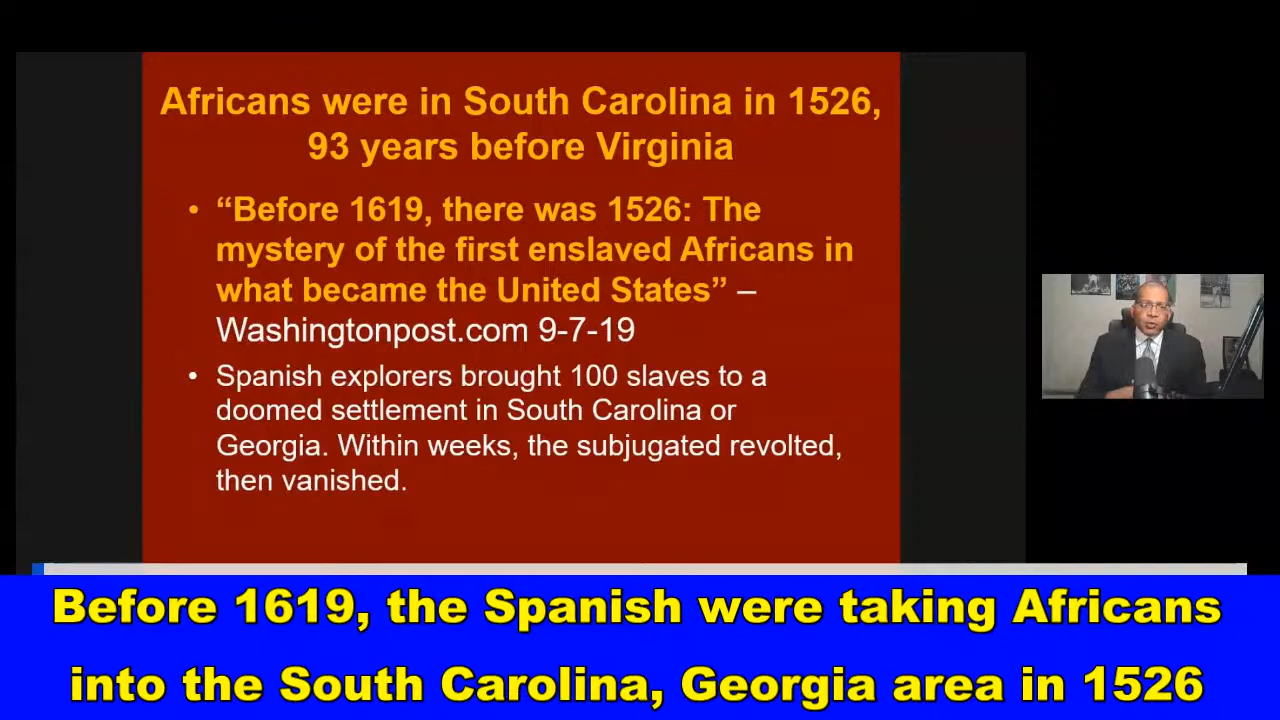 Africans were in South Carolina in 1526,
93 years before Virginia
• “Before 1619, there was 1526: The
mystery of the first enslaved Africans in
what became the United States” –
Washingtonpost.com 9-7-19
• Spanish explorers brought 100 slaves to a
doomed settlement in South Carolina or
Georgia. Within weeks, the subjugated revolted,
then vanished.
Before 1619, the Spanish were taking Africans
into the South Carolina, Georgia area in 1526